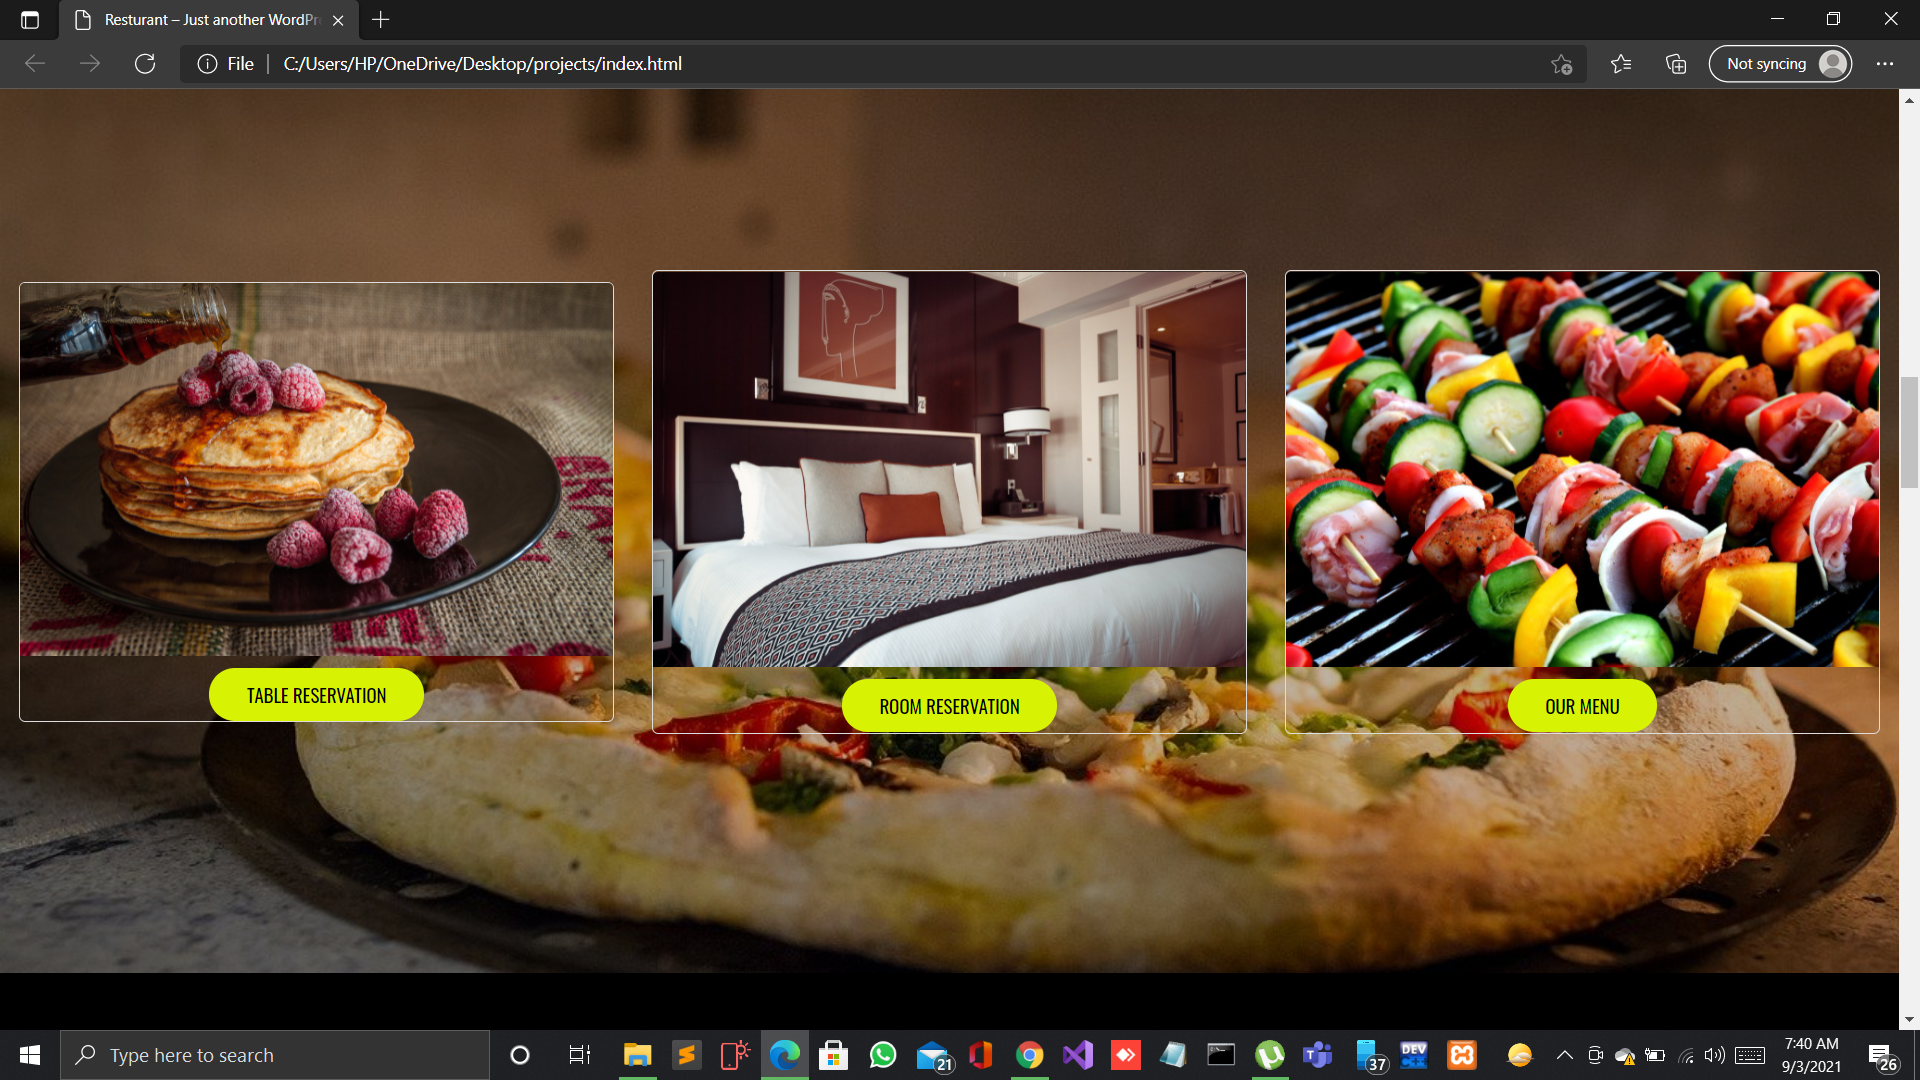 Resturant – Just another WordPr
File
C:/Users/HP/OneDrive/Desktop/projects/index.html
Not syncing
TABLE RESERVATION
ROOM RESERVATION
OUR MENU
Type here to search
21
37
DEV
C++
26
7:40 AM
9/3/2021